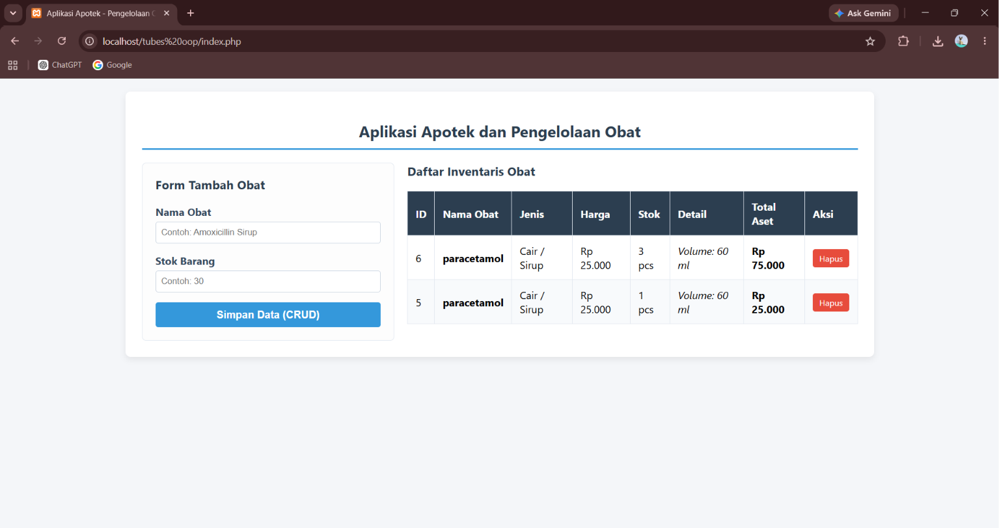 Aplikasi Apotek - Pengelolaan
Ask Gemini
localhost/tubes%20oop/index.php
ChatGPT
Google
Aplikasi Apotek dan Pengelolaan Obat
Form Tambah Obat
Nama Obat
Contoh: Amoxicillin Sirup
Stok Barang
Contoh: 30
Simpan Data (CRUD)
Daftar Inventaris Obat
ID Nama Obat Jenis Harga Stok Detail Total Aset Aksi
6 paracetamol Cair / Sirup Rp 25.000 3 pcs Volume: 60 ml Rp 75.000 Hapus
5 paracetamol Cair / Sirup Rp 25.000 1 pcs Volume: 60 ml Rp 25.000 Hapus